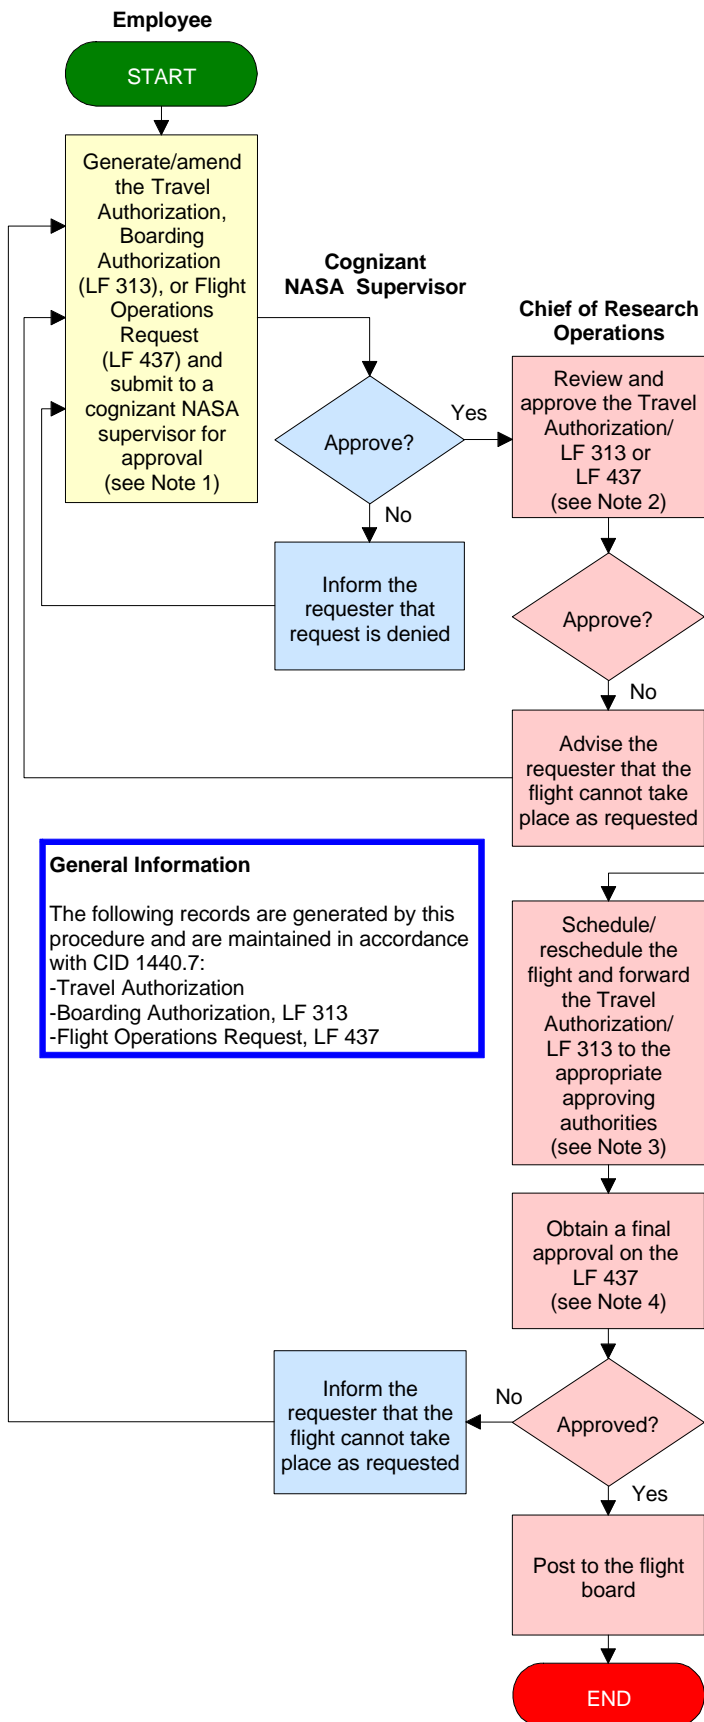 Employee
START
Generate/amend
the Travel
Authorization,
Boarding
Authorization
(LF 313), or Flight
Operations
Request
(LF 437) and
submit to a
cognizant NASA
supervisor for
approval
(see Note 1)
Cognizant
NASA Supervisor
Approve?
Yes
No
Inform the
requester that
request is denied
Chief of Research
Operations
Review and
approve the Travel
Authorization/
LF 313 or
LF 437
(see Note 2)
Approve?
No
Advise the
requester that the
flight cannot take
place as requested
General Information
The following records are generated by this
procedure and are maintained in accordance
with CID 1440.7:
-Travel Authorization
-Boarding Authorization, LF 313
-Flight Operations Request, LF 437
Schedule/
reschedule the
flight and forward
the Travel
Authorization/
LF 313 to the
appropriate
approving
authorities
(see Note 3)
Obtain a final
approval on the
LF 437
(see Note 4)
Approved?
No
Inform the
requester that the
flight cannot take
place as requested
Yes
Post to the flight
board
END